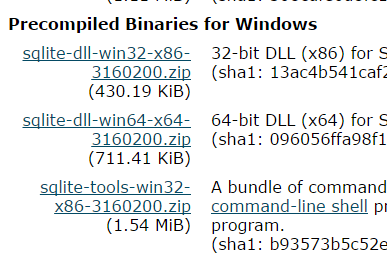 Precompiled Binaries for Windows
sqlite-dll-win32-x86-
3160200.zip
(430.19 KiB)
32-bit DLL (x86) for S
(sha1: 13ac4b541caf2
sqlite-dll-win64-x64-
3160200.zip
(711.41 KiB)
64-bit DLL (x64) for S
(sha1: 096056ffa98f1
sqlite-tools-win32-
x86-3160200.zip
(1.54 MiB)
A bundle of command
command-line shell pr
program.
(sha1: b93573b5c52e